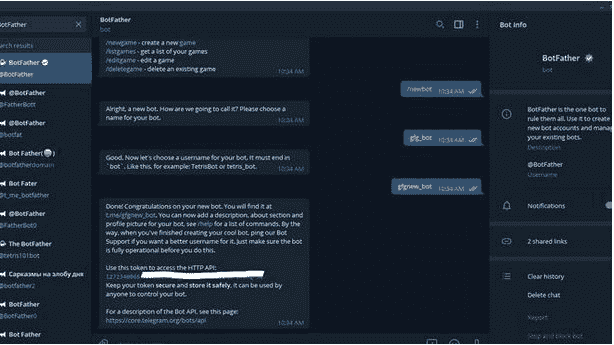 BotFather
earch results
BotFather
@BotFather
@BotFather
@FatherBott
@BotFather
@botfat
Bot Father(
@botfatherdomain
Bot Fater
@t_me_botfather
@BotFather
@BotFather0
The BotFather
@tetris101bot
Сарказмы на злобу дня
@botfather2
BotFather
@BotFather0
Bot Father
BotFather
bot
/newgame - create a new game
/listgames - get a list of your games
/editgame - edit a game
/deletegame - delete an existing game
10:34 AM
/newbot 10:34 AM
Alright, a new bot. How are we going to call it? Please choose a
name for your bot.
10:34 AM
gfg_bot 10:34 AM
Good. Now let's choose a username for your bot. It must end in
`bot`. Like this, for example: TetrisBot or tetris_bot.
10:34 AM
gfgnew_bot 10:34 AM
Done! Congratulations on your new bot. You will find it at
t.me/gfgnew_bot. You can now add a description, about section and
profile picture for your bot, see /help for a list of commands. By the
way, when you've finished creating your cool bot, ping our Bot
Support if you want a better username for it. Just make sure the bot
is fully operational before you do this.
Use this token to access the HTTP API:
Keep your token secure and store it safely, it can be used by
anyone to control your bot.
For a description of the Bot API, see this page:
https://core.telegram.org/bots/api
10:34 AM
Bot Info
BotFather
bot
BotFather is the one bot to
rule them all. Use it to create
new bot accounts and manage
your existing bots.
Description
@BotFather
Username
Notifications
2 shared links
Clear history
Delete chat
Report
Stop and block bot